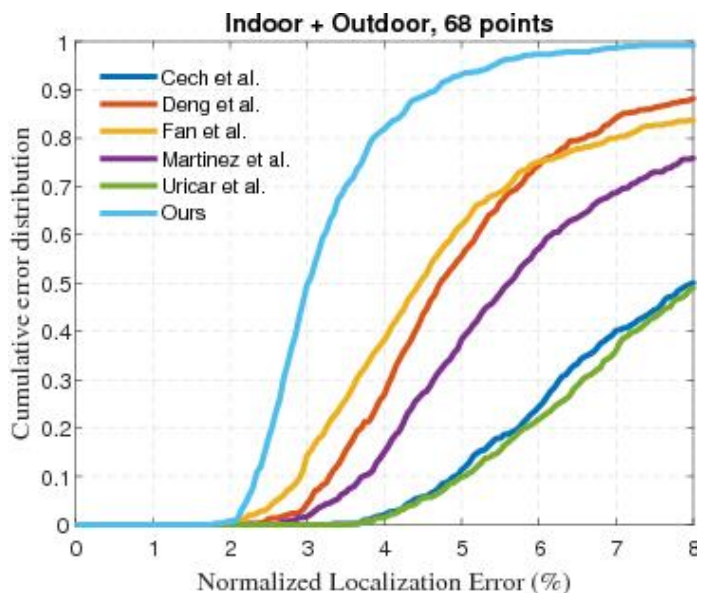 Indoor + Outdoor, 68 points
Cumulative error distribution
1
0.9
0.8
0.7
0.6
0.5
0.4
0.3
0.2
0.1
0
Cech et al.
Deng et al.
Fan et al.
Martinez et al.
Uricar et al.
Ours
0 1 2 3 4 5 6 7 8
Normalized Localization Error (%)